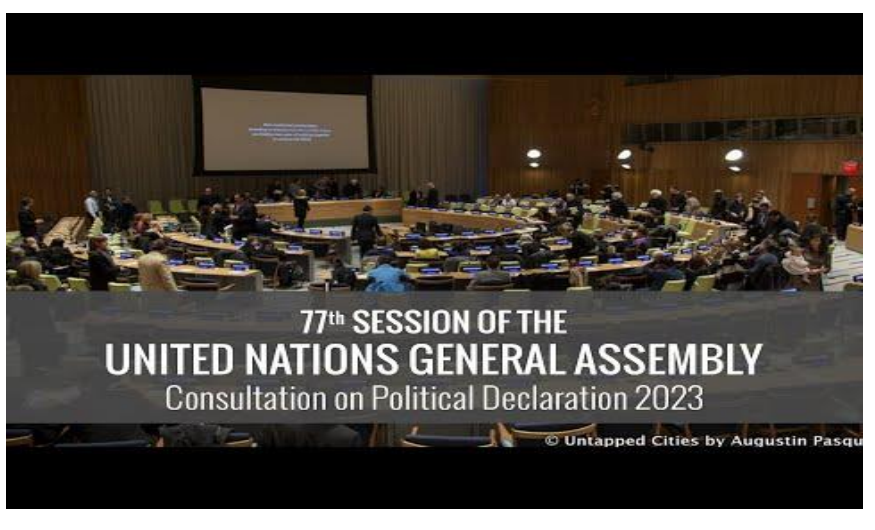 77th SESSION OF THE
UNITED NATIONS GENERAL ASSEMBLY
Consultation on Political Declaration 2023
© Untapped Cities by Augustin Pasqu